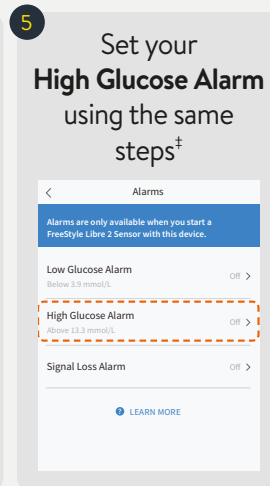 5
Set your
High Glucose Alarm
using the same
steps‡
Alarms
Alarms are only available when you start a
FreeStyle Libre 2 Sensor with this device.
Low Glucose Alarm
Off
Below 3.9 mmol/L
High Glucose Alarm
Off
Above 13.3 mmol/L
Signal Loss Alarm
Off
? LEARN MORE